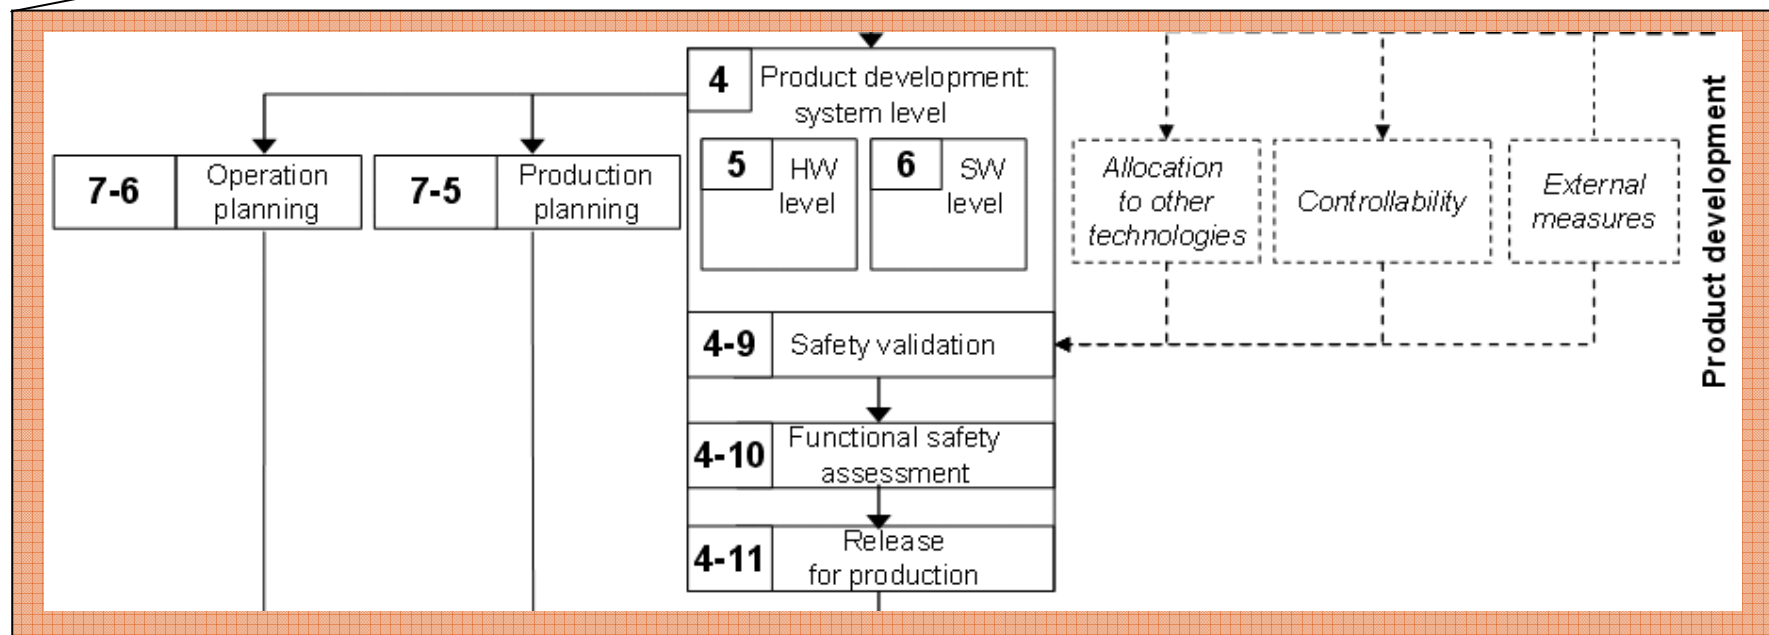 4
Product development:
system level
5
HW
level
6
SW
level
7-6
Operation
planning
7-5
Production
planning
Allocation
to other
technologies
Controllability
External
measures
Product development
4-9
Safety validation
4-10
Functional safety
assessment
4-11
Release
for production